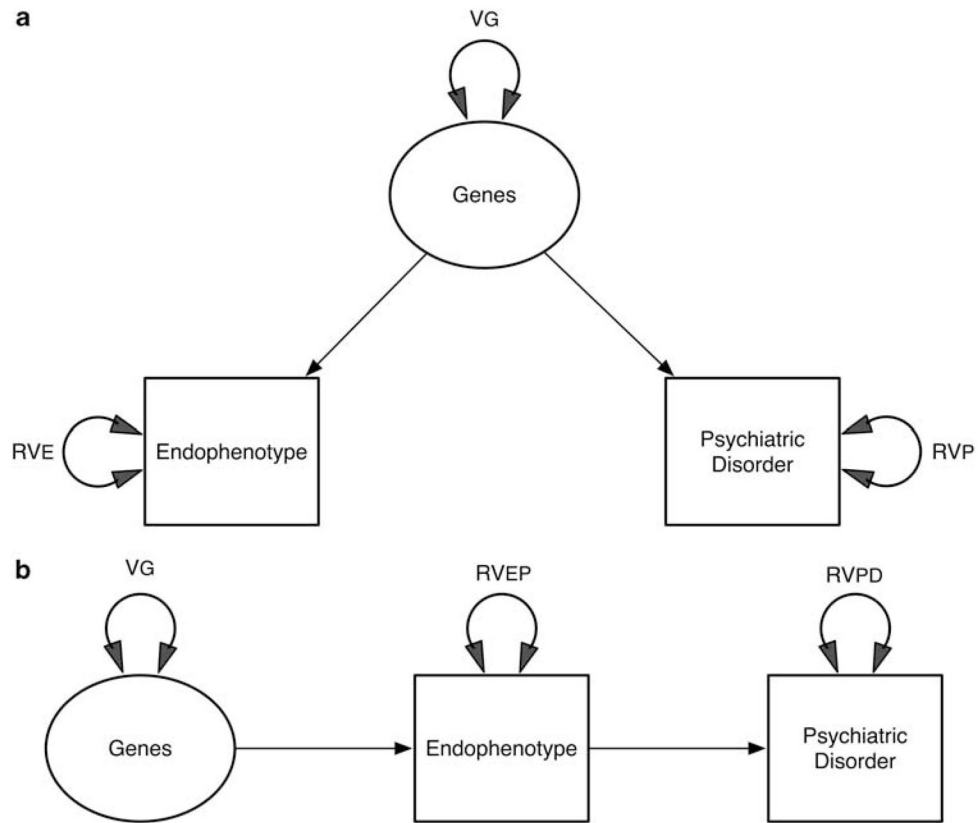 a
VG
Genes
RVE
Endophenotype
Psychiatric
Disorder
RVP
b
VG
RVEP
RVPD
Genes
Endophenotype
Psychiatric
Disorder